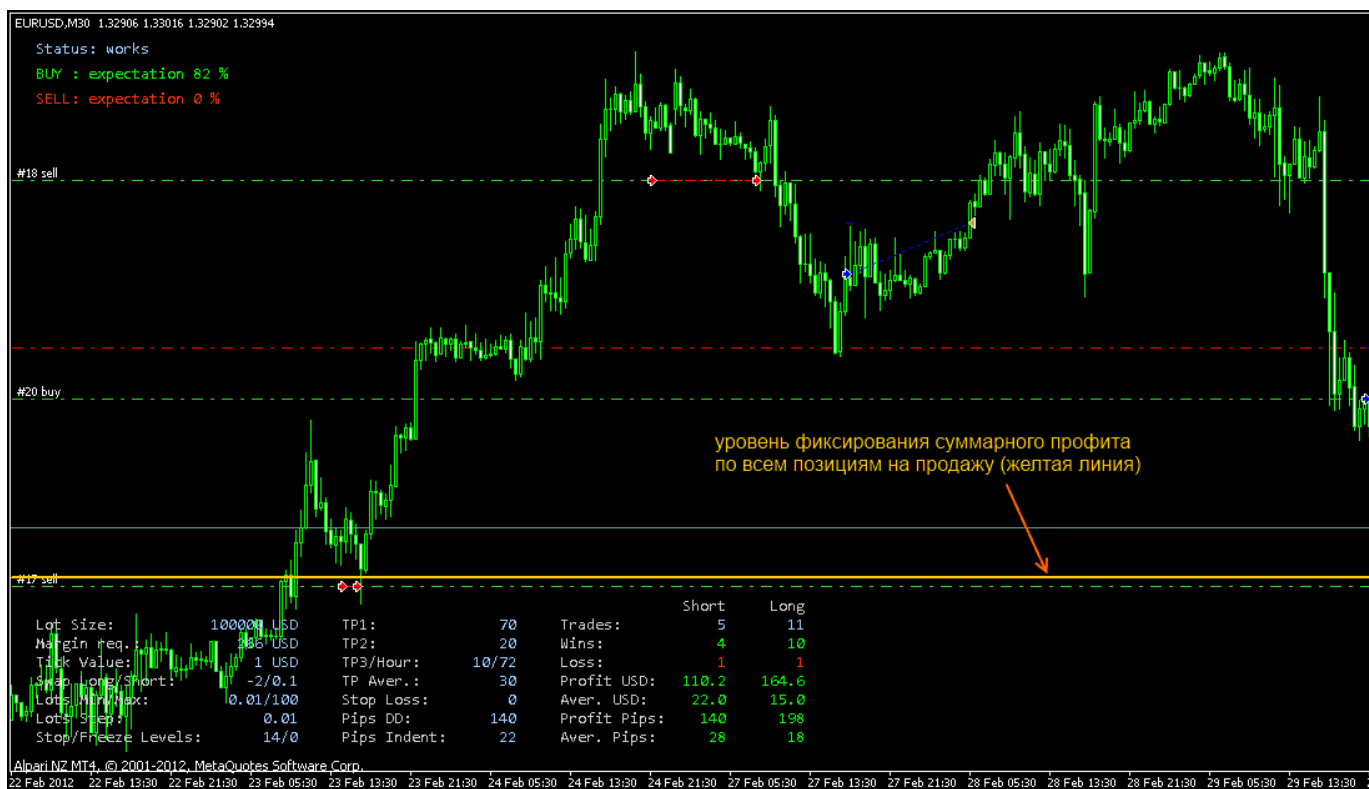 EURUSD,M30 1.32906 1.33016 1.32902 1.32994
Status: works
BUY : expectation 82 %
SELL: expectation 0 %
#18 sell
#20 buy
уровень фиксирования суммарного профита
по всем позициям на продажу (желтая линия)
#17 sell
Short Long
Lot Size: 100000 USD TP1: 70 Trades: 5 11
Margin req.: 266 USD TP2: 20 Wins: 4 10
Tick Value: 1 USD TP3/Hour: 10/72 Loss: 1 1
Swap Long/Short: -2/0.1 TP Aver.: 30 Profit USD: 110.2 164.6
Lots Min/Max: 0.01/100 Stop Loss: 0 Aver. USD: 22.0 15.0
Lots Step: 0.01 Pips DD: 140 Profit Pips: 140 198
Stop/Freeze Levels: 14/0 Pips Indent: 22 Aver. Pips: 28 18
Alpari NZ MT4, © 2001-2012, MetaQuotes Software Corp.
22 Feb 2012 22 Feb 13:30 22 Feb 21:30 23 Feb 05:30 23 Feb 13:30 23 Feb 21:30 24 Feb 05:30 24 Feb 13:30 24 Feb 21:30 27 Feb 05:30 27 Feb 13:30 27 Feb 21:30 28 Feb 05:30 28 Feb 13:30 28 Feb 21:30 29 Feb 05:30 29 Feb 13:30